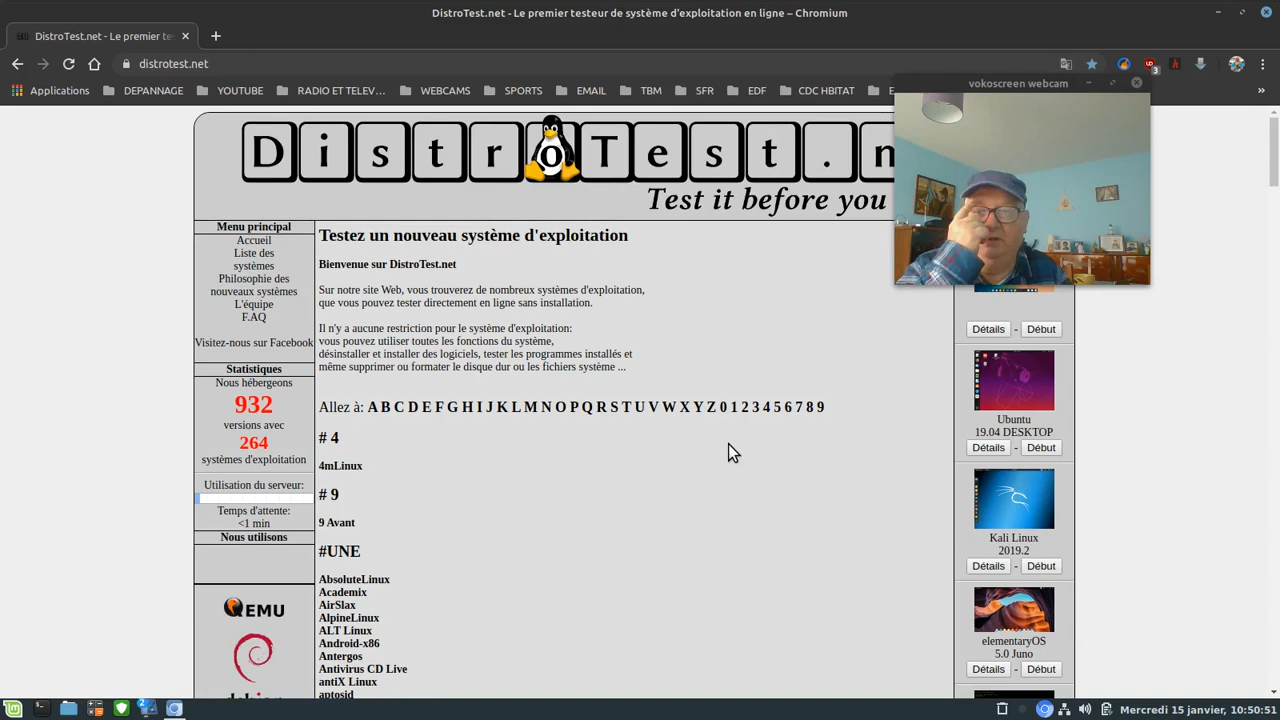 DistroTest.net - Le premier testeur de système d'exploitation en ligne – Chromium
DistroTest.net - Le premier te
distrotest.net
3
Applications
DEPANNAGE
YOUTUBE
RADIO ET TELEV…
WEBCAMS
SPORTS
EMAIL
TBM
SFR
EDF
CDC HBITAT
»
vokoscreen webcam
DistroTest.n
Test it before you
Menu principal
Accueil
Liste des
systèmes
Philosophie des
nouveaux systèmes
L'équipe
F.AQ
Visitez-nous sur Facebook
Statistiques
Nous hébergeons
932
versions avec
264
systèmes d'exploitation
Utilisation du serveur:
Temps d'attente:
<1 min
Nous utilisons
QEMU
debian
Testez un nouveau système d'exploitation
Bienvenue sur DistroTest.net
Sur notre site Web, vous trouverez de nombreux systèmes d'exploitation,
que vous pouvez tester directement en ligne sans installation.
Il n'y a aucune restriction pour le système d'exploitation:
vous pouvez utiliser toutes les fonctions du système,
désinstaller et installer des logiciels, tester les programmes installés et
même supprimer ou formater le disque dur ou les fichiers système ...
Allez à: A B C D E F G H I J K L M N O P Q R S T U V W X Y Z 0 1 2 3 4 5 6 7 8 9
# 4
4mLinux
# 9
9 Avant
#UNE
AbsoluteLinux
Academix
AirSlax
AlpineLinux
ALT Linux
Android-x86
Antergos
Antivirus CD Live
antiX Linux
aptosid
Détails - Début
Ubuntu
19.04 DESKTOP
Détails - Début
Kali Linux
2019.2
Détails - Début
elementaryOS
5.0 Juno
Détails - Début
Mercredi 15 janvier, 10:50:51